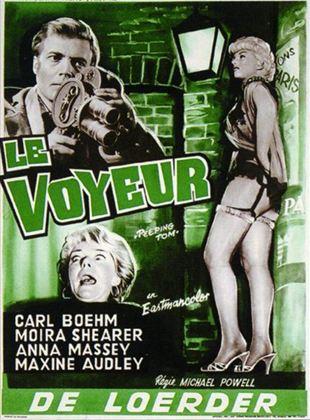 LE
VOYEUR
"PEEPING
TOM"
en
Eastmancolor
CARL BOEHM
MOIRA SHEARER
ANNA MASSEY
MAXINE AUDLEY
Régie MICHAEL POWELL
DE LOERDER